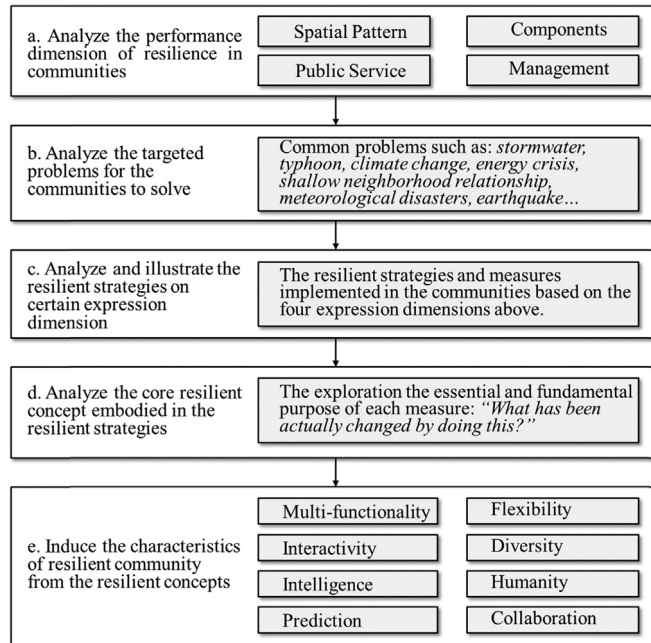 a. Analyze the performance
dimension of resilience in
communities
Spatial Pattern
Components
Public Service
Management
b. Analyze the targeted
problems for the
communities to solve
Common problems such as: stormwater,
typhoon, climate change, energy crisis,
shallow neighborhood relationship,
meteorological disasters, earthquake…
c. Analyze and illustrate the
resilient strategies on
certain expression
dimension
The resilient strategies and measures
implemented in the communities based on the
four expression dimensions above.
d. Analyze the core resilient
concept embodied in the
resilient strategies
The exploration the essential and fundamental
purpose of each measure: “What has been
actually changed by doing this?”
e. Induce the characteristics
of resilient community
from the resilient concepts
Multi-functionality
Flexibility
Interactivity
Diversity
Intelligence
Humanity
Prediction
Collaboration